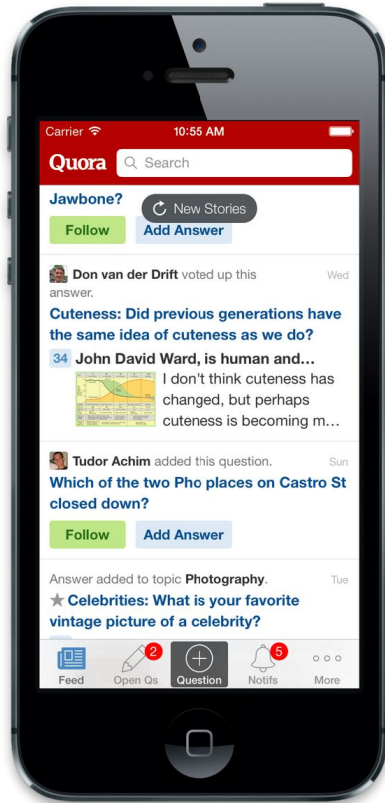 Carrier 10:55 AM
Quora Search
Jawbone?
New Stories
Follow Add Answer
Don van der Drift voted up this Wed
answer.
Cuteness: Did previous generations have
the same idea of cuteness as we do?
34 John David Ward, is human and...
I don't think cuteness has
changed, but perhaps
cuteness is becoming m...
Tudor Achim added this question. Sun
Which of the two Pho places on Castro St
closed down?
Follow Add Answer
Answer added to topic Photography. Tue
Celebrities: What is your favorite
vintage picture of a celebrity?
2 5
Feed Open Qs Question Notifs More